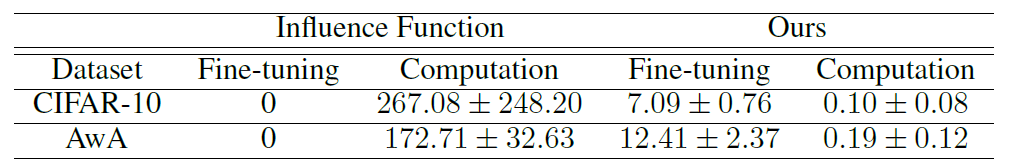 Influence Function Ours
Dataset Fine-tuning Computation Fine-tuning Computation
CIFAR-10 0 267.08 ± 248.20 7.09 ± 0.76 0.10 ± 0.08
AwA 0 172.71 ± 32.63 12.41 ± 2.37 0.19 ± 0.12